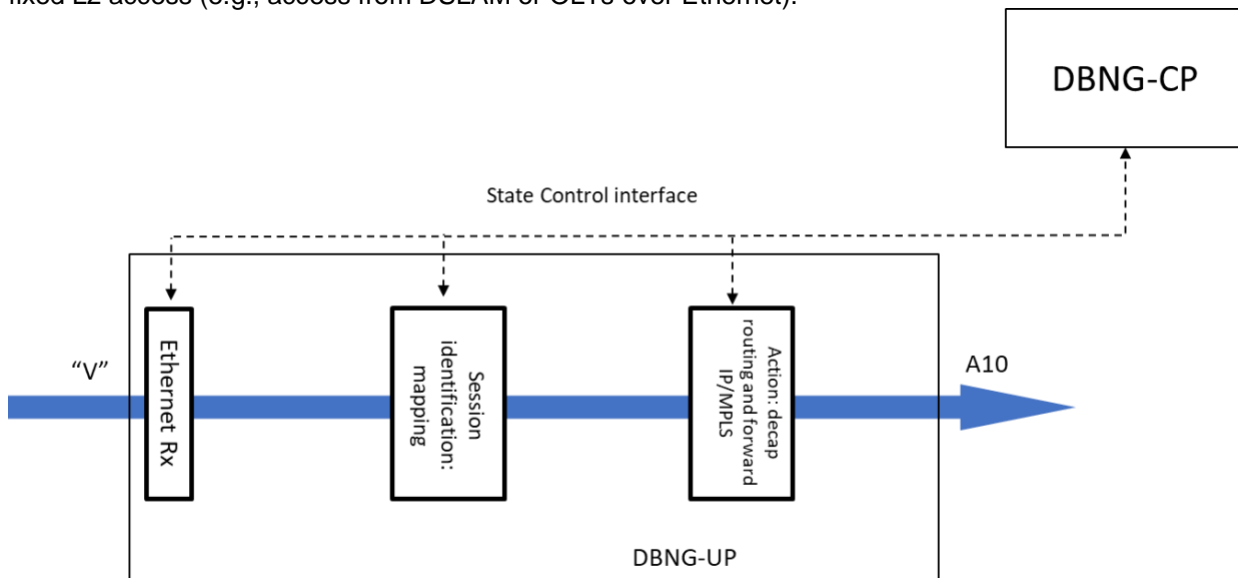 fixed L2 access (e.g., access from DSLAM or OLTs over Ethernet).
DBNG-CP
State Control interface
“V”
Ethernet Rx
Session
identification:
mapping
Action: decap
routing and forward
IP/MPLS
A10
DBNG-UP